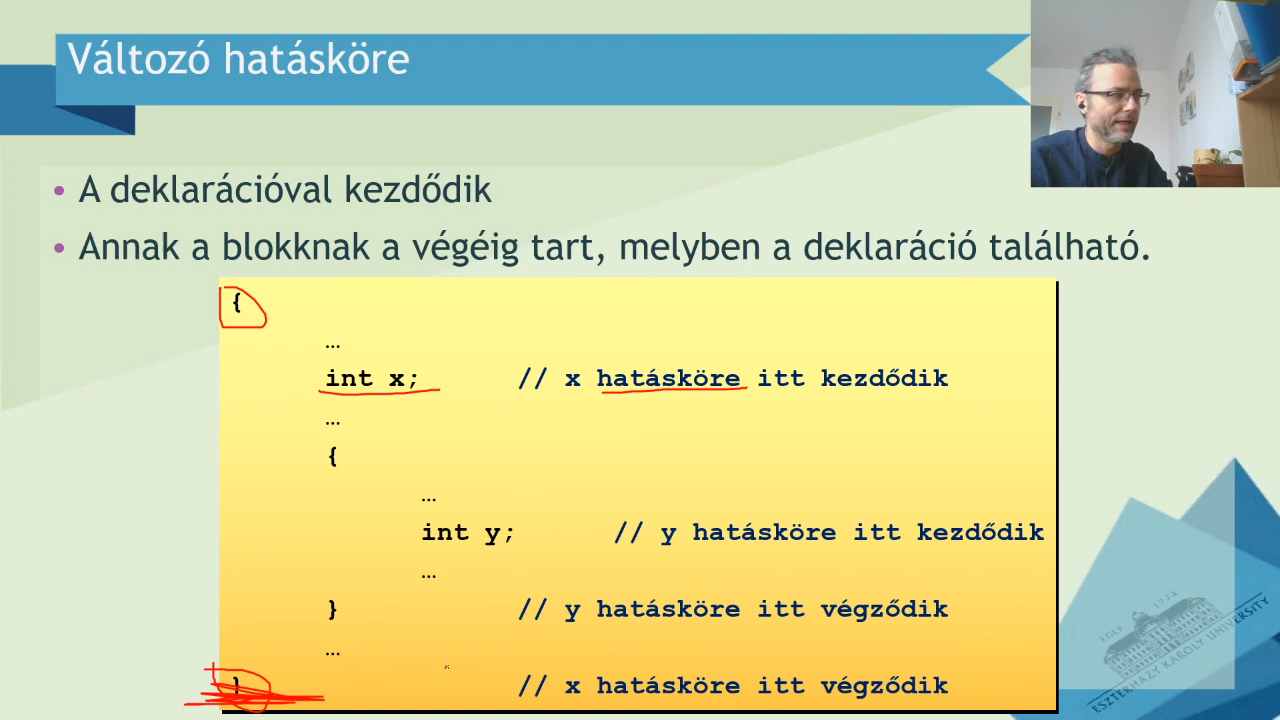 Változó hatásköre
• A deklarációval kezdődik
• Annak a blokknak a végéig tart, melyben a deklaráció található.
{
…
int x; // x hatásköre itt kezdődik
…
{
…
int y; // y hatásköre itt kezdődik
…
} // y hatásköre itt végződik
…
} // x hatásköre itt végződik
1774
ESZTERHÁZY KÁROLY UNIVERSITY